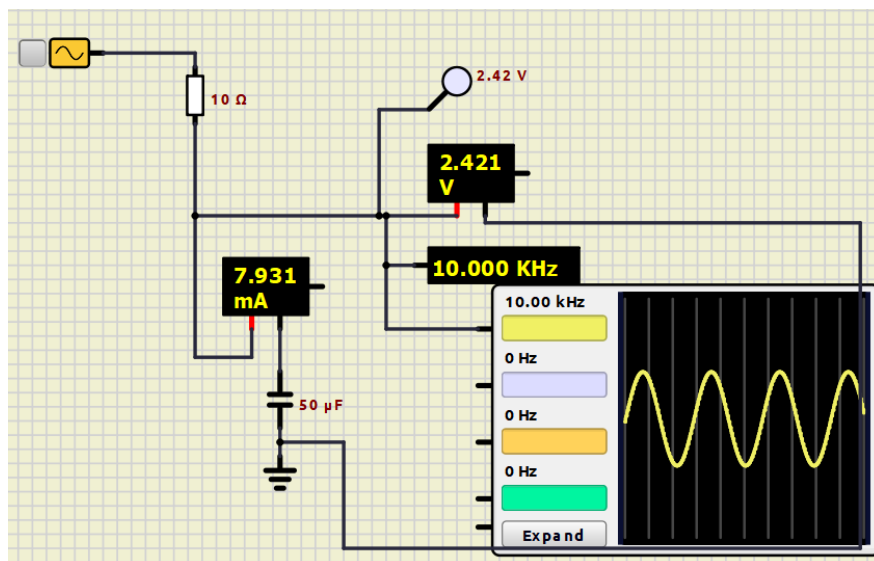 10 Ω
2.42 V
2.421
V
7.931
mA
10.000 KHz
10.00 kHz
0 Hz
0 Hz
0 Hz
50 µF
Expand